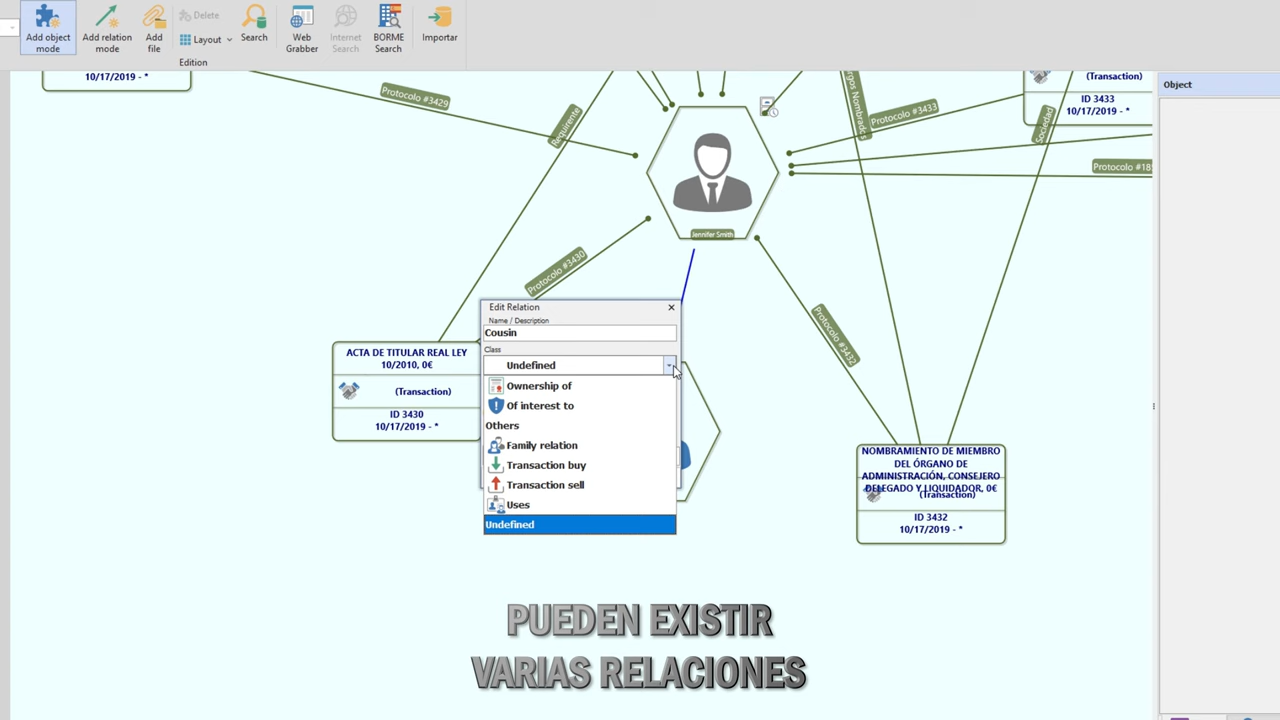 Add object
mode
Add relation
mode
Add
file
Delete
Layout
Search
Web
Grabber
Internet
Search
BORME
Search
Importar
Edition
10/17/2019 - *
Protocolo #3429
Requirente
Protocolo #3433
Sociedad
(Transaction)
ID 3433
10/17/2019 - *
Object
Protocolo #18
Jennifer Smith
Protocolo #3430
Protocolo #3432
ACTA DE TITULAR REAL LEY
10/2010, 0€
(Transaction)
ID 3430
10/17/2019 - *
Edit Relation
Name / Description
Cousin
Class
Undefined
Ownership of
Of interest to
Others
Family relation
Transaction buy
Transaction sell
Uses
Undefined
NOMBRAMIENTO DE MIEMBRO
DEL ÓRGANO DE
ADMINISTRACIÓN, CONSEJERO
DELEGADO Y LIQUIDADOR, 0€
(Transaction)
ID 3432
10/17/2019 - *
PUEDEN EXISTIR
VARIAS RELACIONES